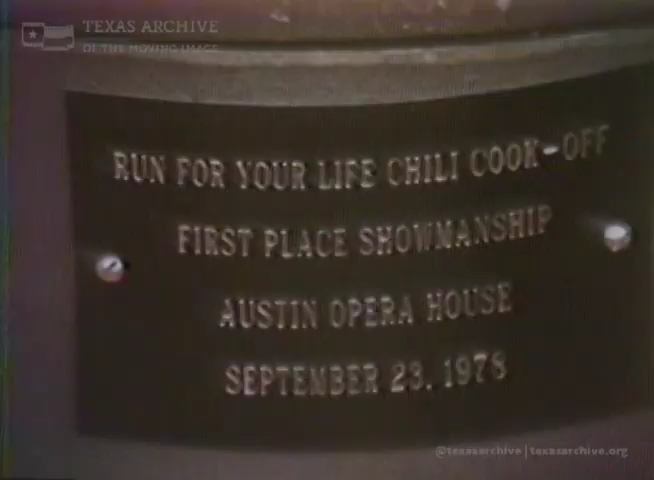 TEXAS ARCHIVE
OF THE MOVING IMAGE
RUN FOR YOUR LIFE CHILI COOK-OFF
FIRST PLACE SHOWMANSHIP
AUSTIN OPERA HOUSE
SEPTEMBER 23, 1978
@texasarchive | texasarchive.org